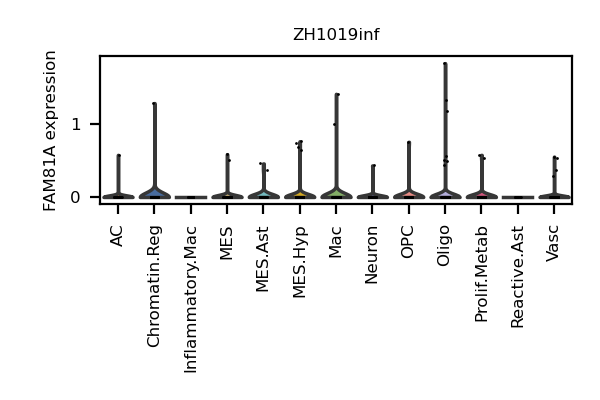 ZH1019inf
FAM81A expression
1
0
AC
Chromatin.Reg
Inflammatory.Mac
MES
MES.Ast
MES.Hyp
Mac
Neuron
OPC
Oligo
Prolif.Metab
Reactive.Ast
Vasc